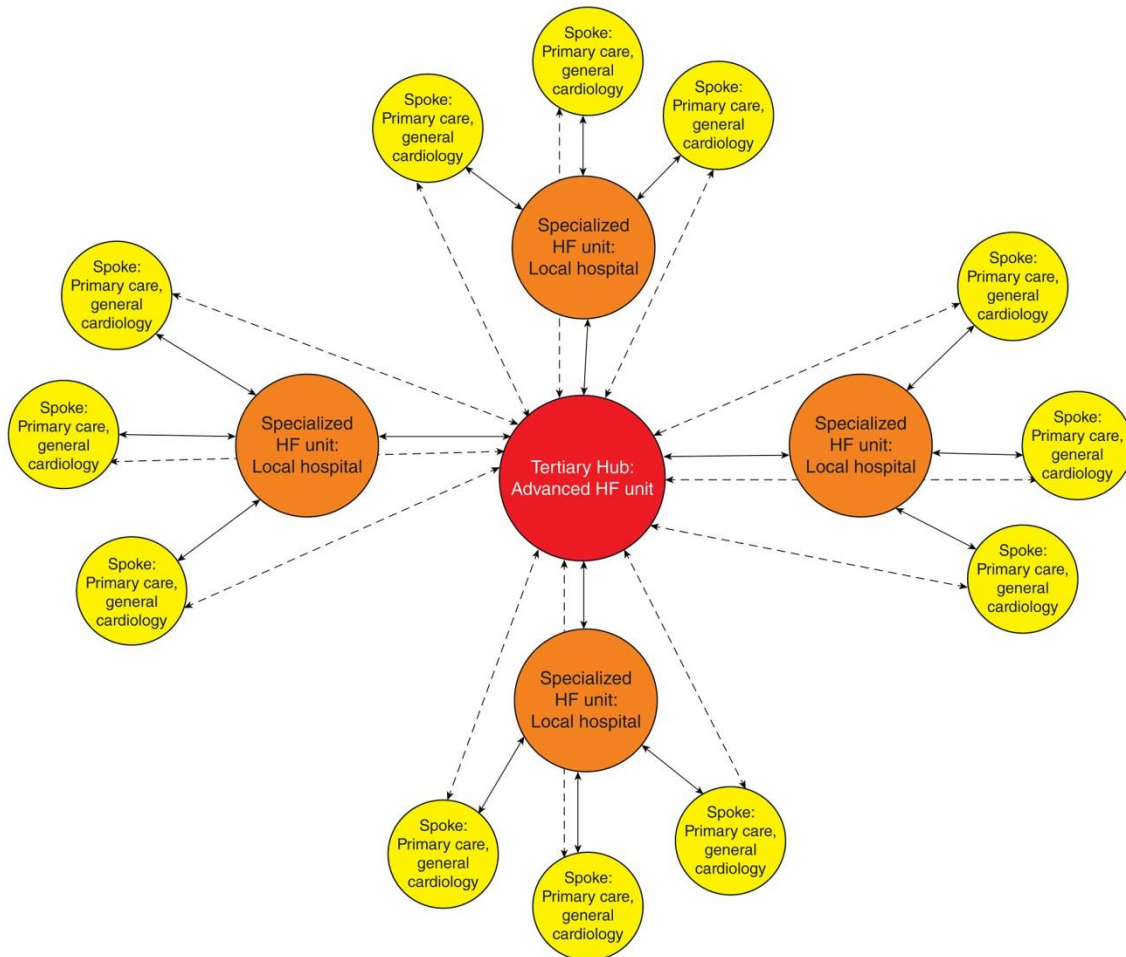 Spoke:
Primary care,
general
cardiology
Spoke:
Primary care,
general
cardiology
Spoke:
Primary care,
general
cardiology
Specialized
HF unit:
Local hospital
Spoke:
Primary care,
general
cardiology
Spoke:
Primary care,
general
cardiology
Spoke:
Primary care,
general
cardiology
Specialized
HF unit:
Local hospital
Tertiary Hub:
Advanced HF unit
Specialized
HF unit:
Local hospital
Spoke:
Primary care,
general
cardiology
Spoke:
Primary care,
general
cardiology
Spoke:
Primary care,
general
cardiology
Specialized
HF unit:
Local hospital
Spoke:
Primary care,
general
cardiology
Spoke:
Primary care,
general
cardiology
Spoke:
Primary care,
general
cardiology